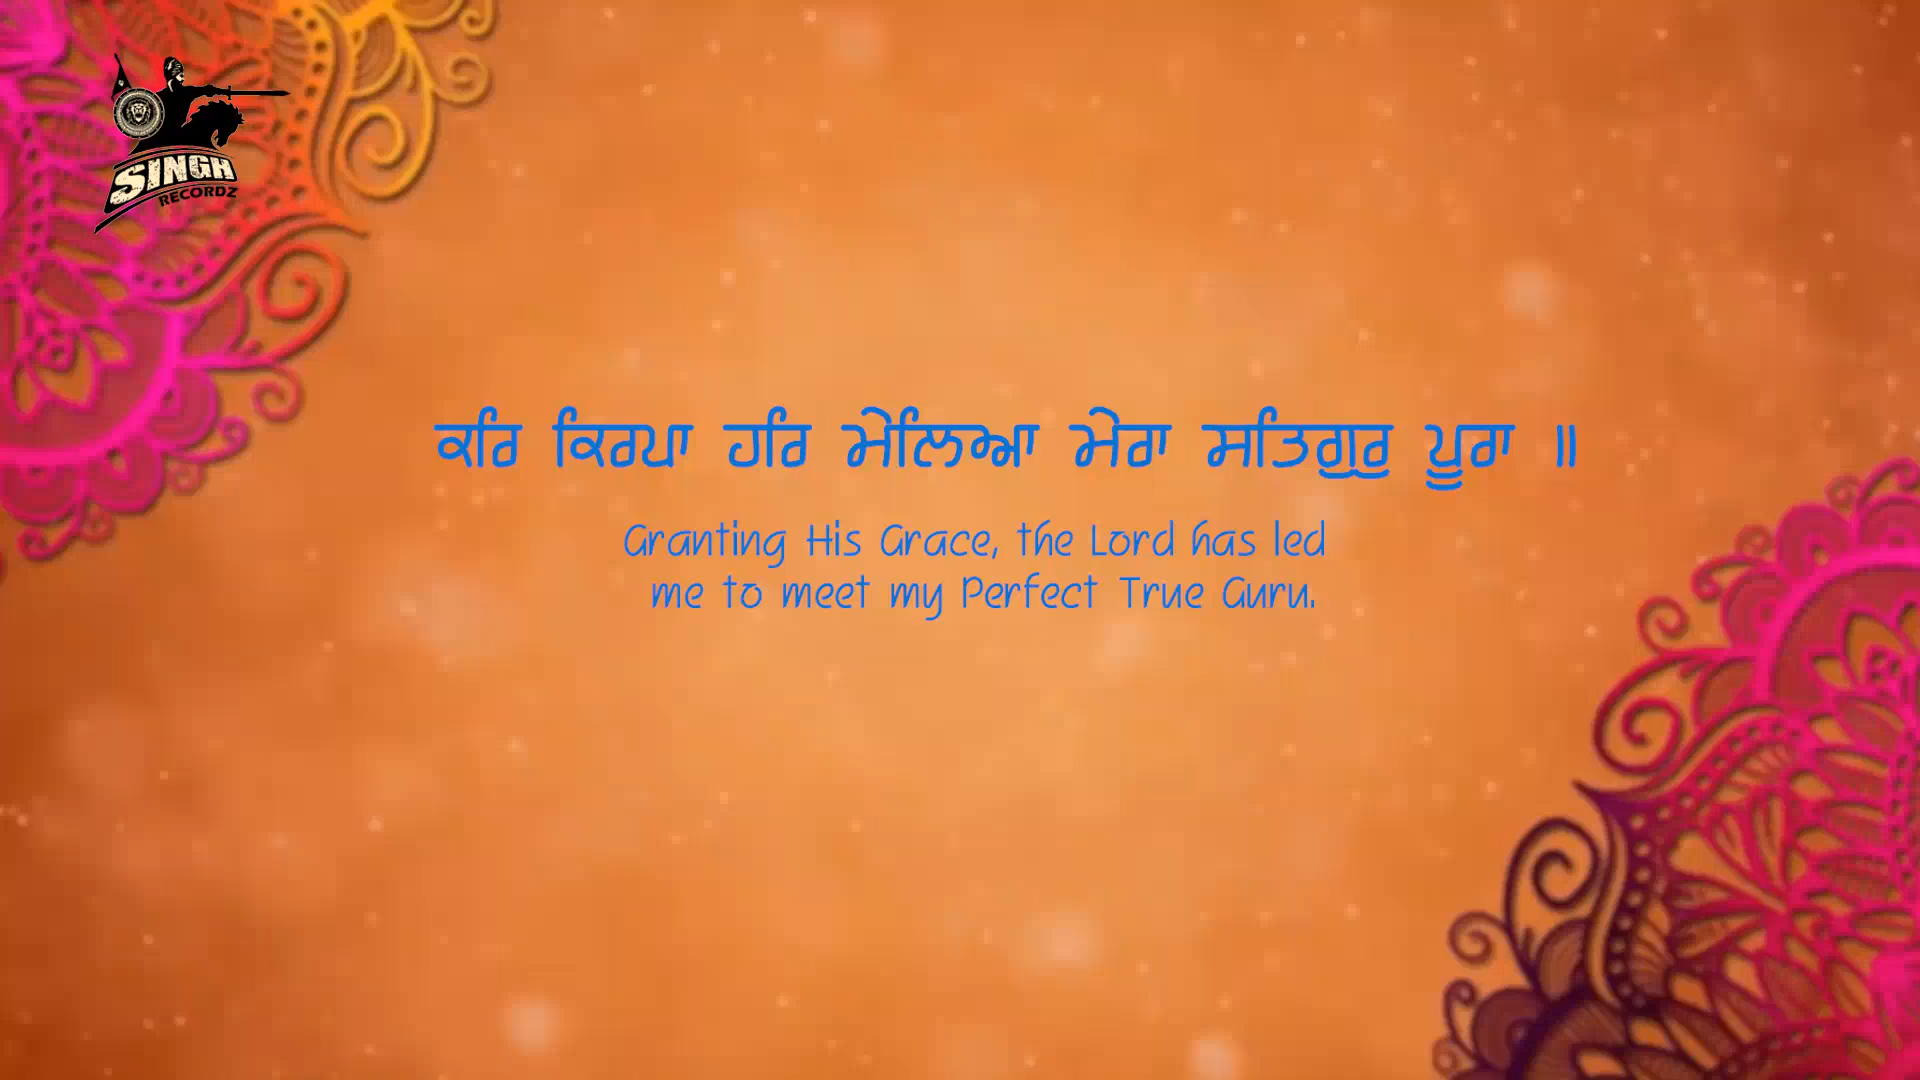 SINGH
RECORDZ
ਕਰਿ ਕਿਰਪਾ ਹਰਿ ਮੇਲਿਆ ਮੇਰਾ ਸਤਿਗੁਰੁ ਪੂਰਾ ॥
Granting His Grace, the Lord has led
me to meet my Perfect True Guru.